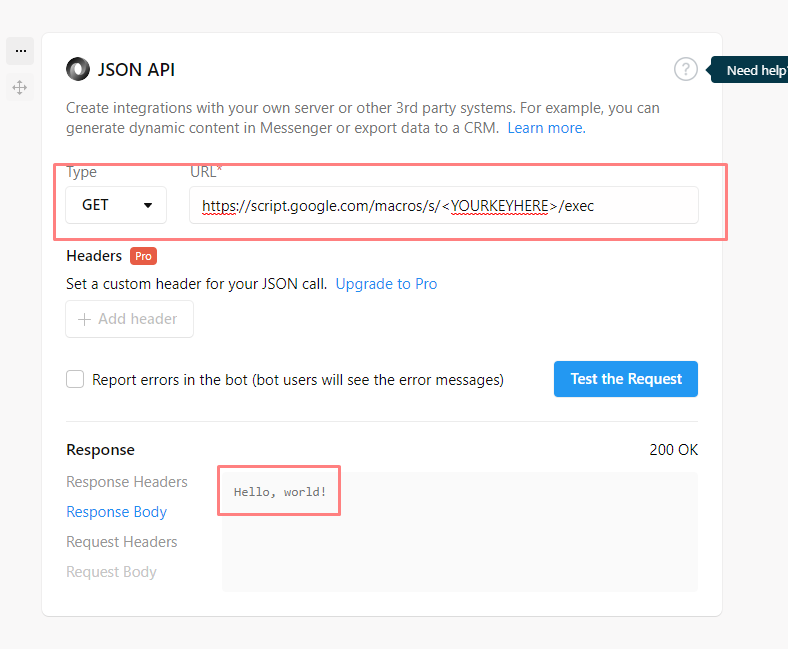 ...
JSON API
?
Need help?
Create integrations with your own server or other 3rd party systems. For example, you can
generate dynamic content in Messenger or export data to a CRM. Learn more.
Type
URL*
GET
https://script.google.com/macros/s/<YOURKEYHERE>/exec
Headers Pro
Set a custom header for your JSON call. Upgrade to Pro
+ Add header
Report errors in the bot (bot users will see the error messages)
Test the Request
Response
200 OK
Response Headers
Hello, world!
Response Body
Request Headers
Request Body